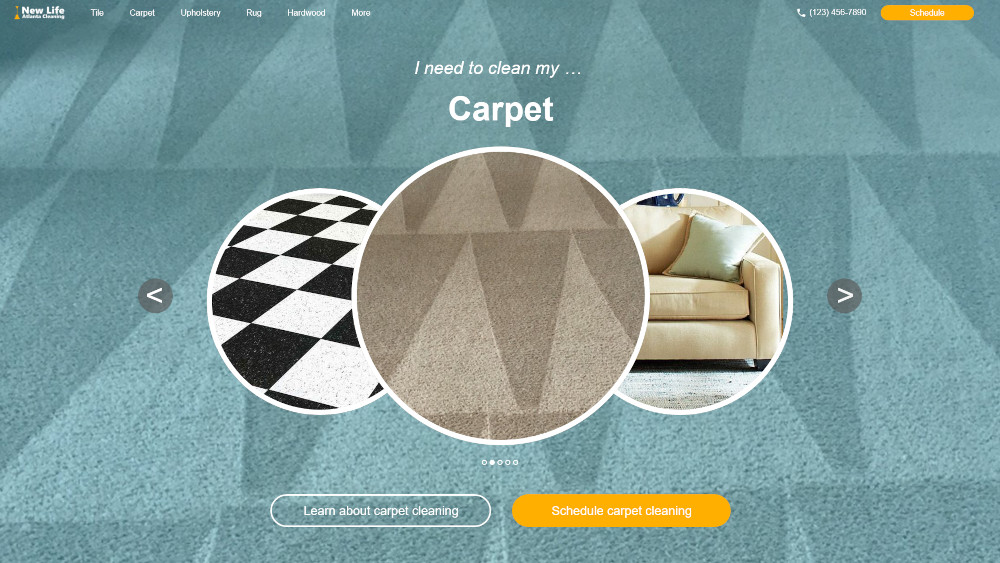 New Life
Atlanta Cleaning
Tile
Carpet
Upholstery
Rug
Hardwood
More
(123) 456-7890
Schedule
I need to clean my …
Carpet
<
>
Learn about carpet cleaning
Schedule carpet cleaning